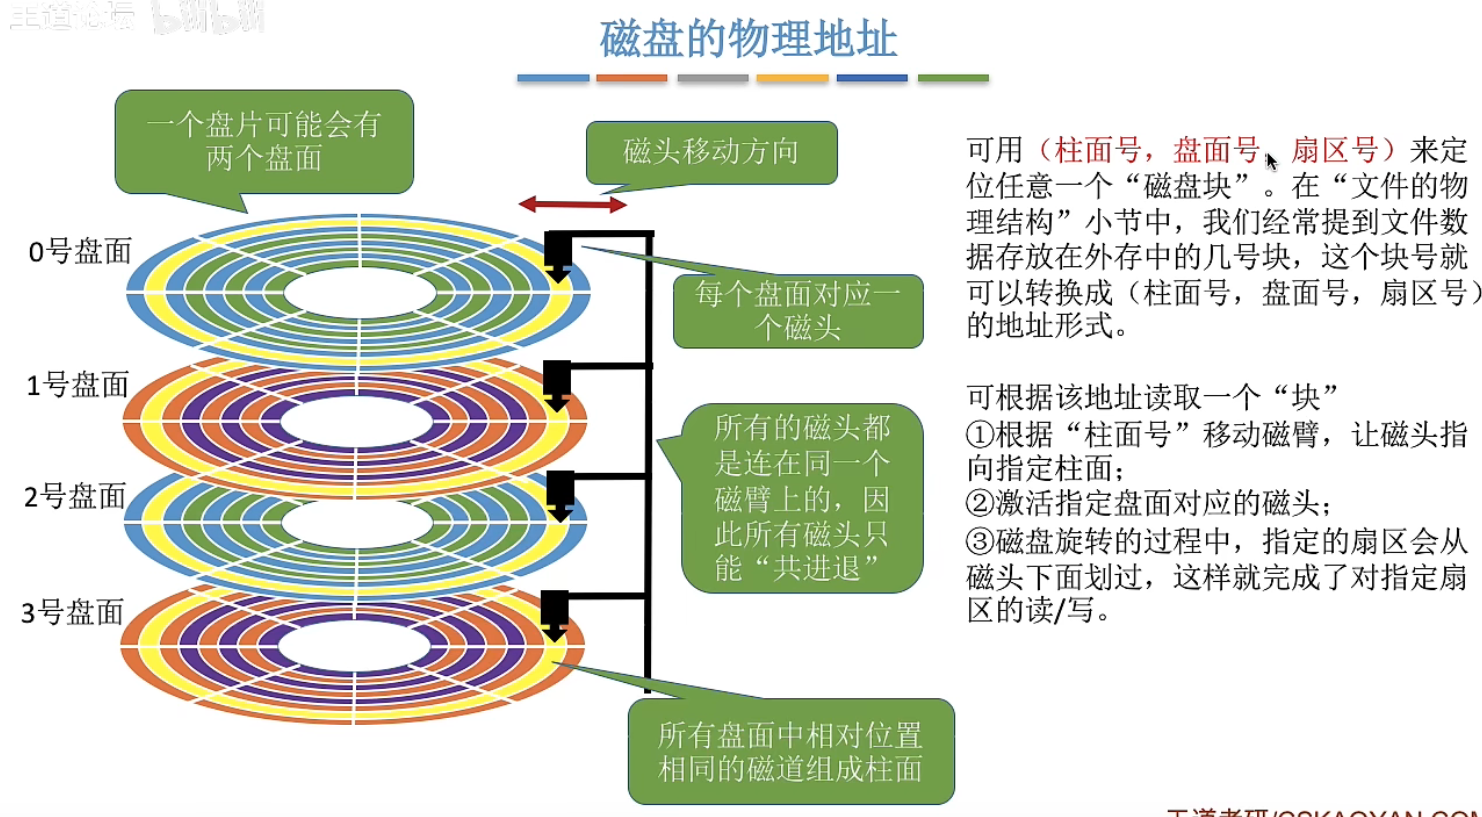 王道论坛 bilibili
磁盘的物理地址
一个盘片可能会有
两个盘面
磁头移动方向
0号盘面
每个盘面对应一
个磁头
1号盘面
所有的磁头都
是连在同一个
磁臂上的，因
此所有磁头只
能“共进退”
2号盘面
3号盘面
所有盘面中相对位置
相同的磁道组成柱面
可用（柱面号，盘面号，扇区号）来定
位任意一个“磁盘块”。在“文件的物
理结构”小节中，我们经常提到文件数
据存放在外存中的几号块，这个块号就
可以转换成（柱面号，盘面号，扇区号）
的地址形式。
可根据该地址读取一个“块”
①根据“柱面号”移动磁臂，让磁头指
向指定柱面；
②激活指定盘面对应的磁头；
③磁盘旋转的过程中，指定的扇区会从
磁头下面划过，这样就完成了对指定扇
区的读/写。
王道考研/CSKAOYAN.COM